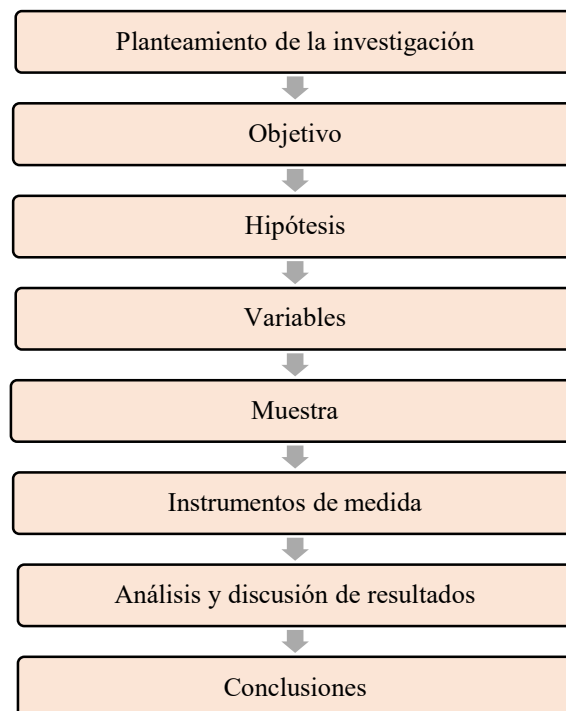 Planteamiento de la investigación
Objetivo
Hipótesis
Variables
Muestra
Instrumentos de medida
Análisis y discusión de resultados
Conclusiones